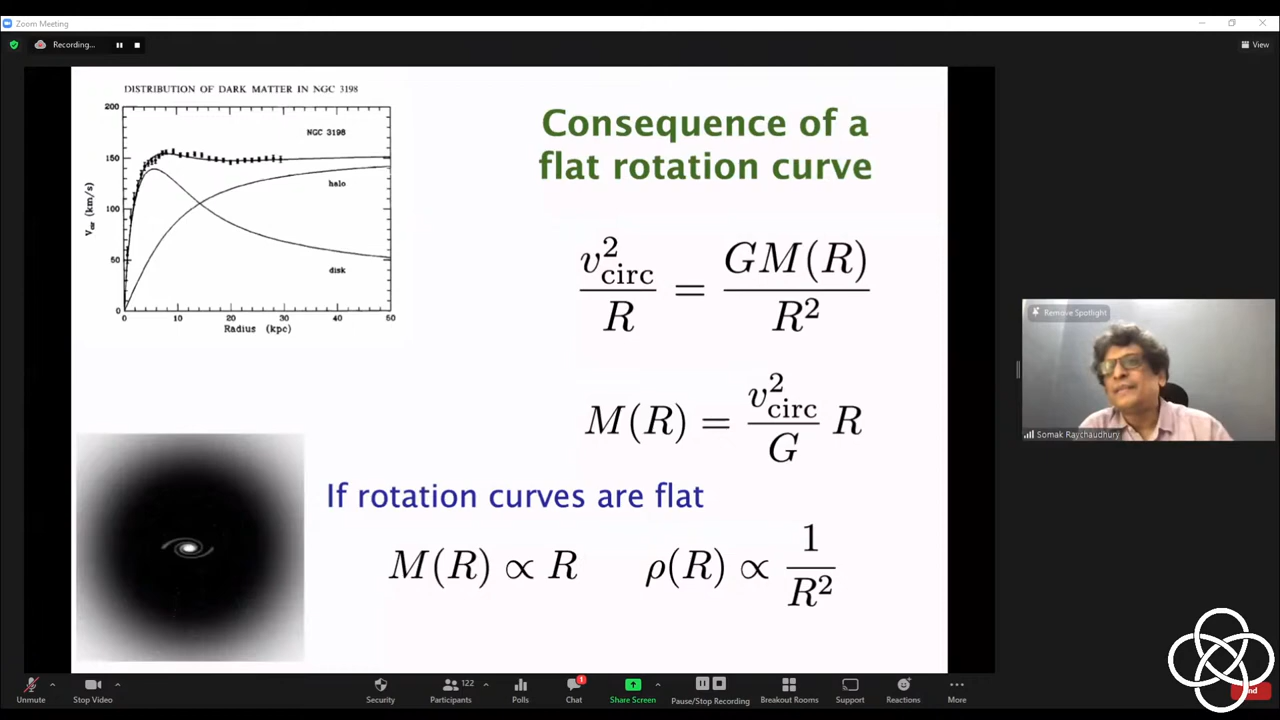 Zoom Meeting
Recording...
View
DISTRIBUTION OF DARK MATTER IN NGC 3198
NGC 3198
halo
disk
200
150
100
50
0
V_cir (km/s)
0 10 20 30 40 50
Radius (kpc)
Consequence of a
flat rotation curve
v²_circ / R = GM(R) / R²
M(R) = v²_circ / G R
If rotation curves are flat
M(R) ∝ R ρ(R) ∝ 1 / R²
Remove Spotlight
Somak Raychaudhury
Unmute
Stop Video
Security
122
Participants
Polls
1
Chat
Share Screen
Pause/Stop Recording
Breakout Rooms
Support
Reactions
More